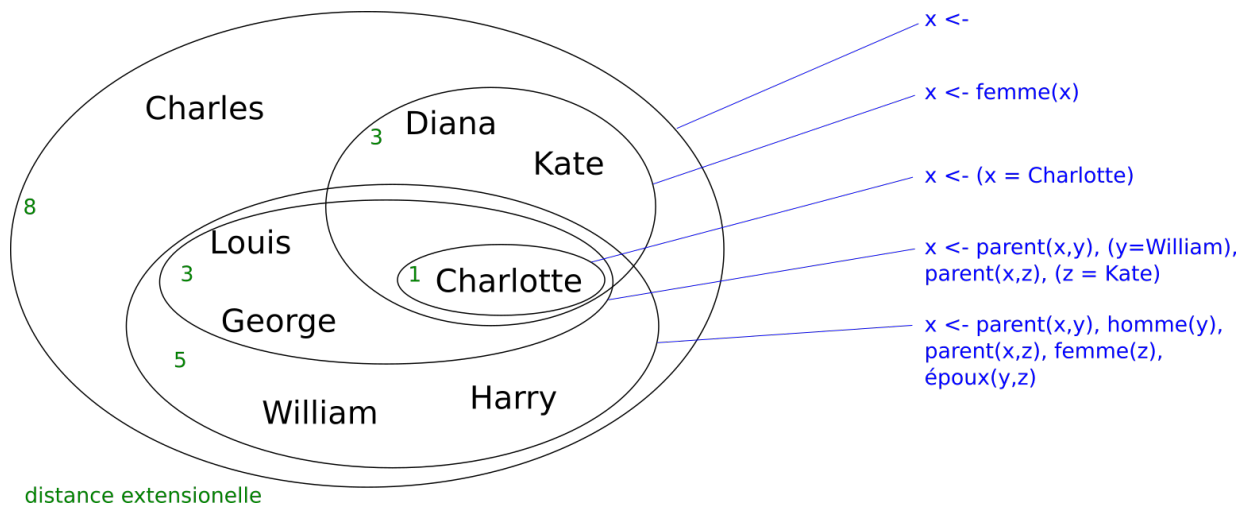 x <-
Charles
Diana
x <- femme(x)
3
Kate
x <- (x = Charlotte)
8
Louis
x <- parent(x,y), (y=William),
parent(x,z), (z = Kate)
3
1
Charlotte
George
x <- parent(x,y), homme(y),
parent(x,z), femme(z),
époux(y,z)
5
William
Harry
distance extensionelle